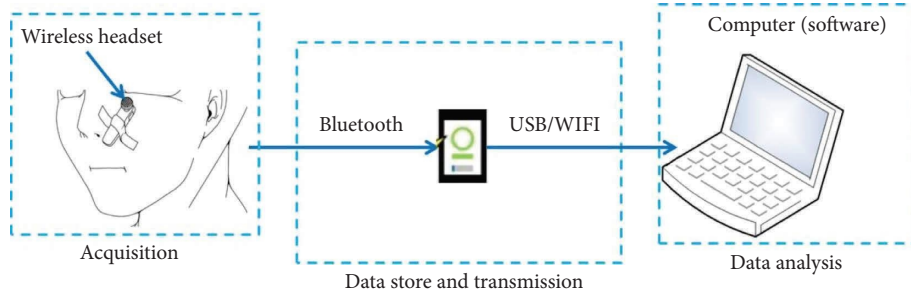 Wireless headset
Acquisition
Bluetooth
USB/WIFI
Data store and transmission
Computer (software)
Data analysis